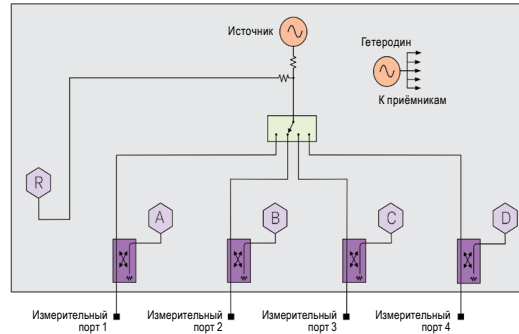 Источник
Гетеродин
К приёмникам
R
A
B
C
D
Измерительный
порт 1
Измерительный
порт 2
Измерительный
порт 3
Измерительный
порт 4